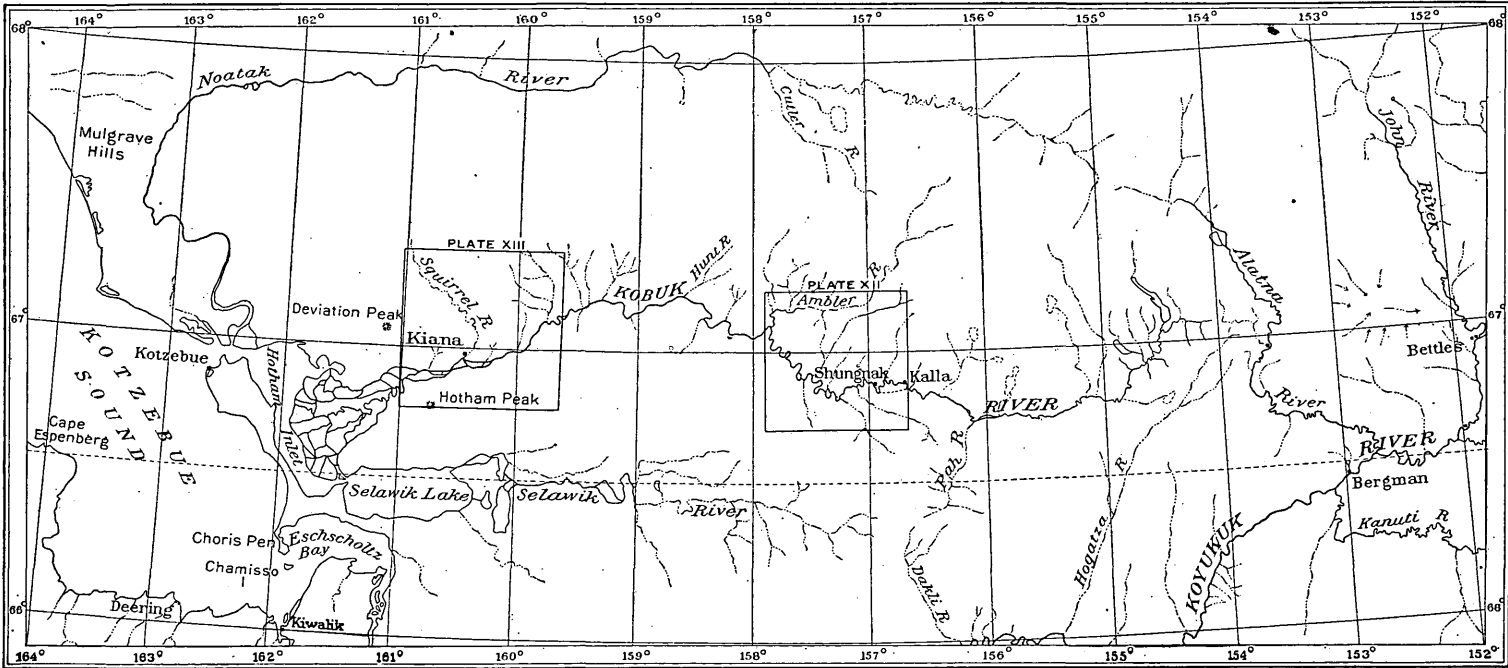 164° 163° 162° 161° 160° 159° 158° 157° 156° 155° 154° 153° 152°
68° 68°
Noatak River
Cutler R
John River
Mulgrave
Hills
PLATE XIII
Squirrel R
Hunt R
KOBUK
PLATE XII
Ambler R
Alatna
River
Deviation Peak
Kiana
67° 67°
KOTZEBUE
SOUND
Kotzebue
Hotham
Inlet
Hotham Peak
Shungnak
Kalla
RIVER
Bettles
Cape
Espenberg
Selawik Lake
Selawik
River
Pah R
RIVER
Bergman
Kanuti R
Choris Pen
Eschscholtz
Bay
Chamisso
I
Dakli R
Hogatza R
KOYUKUK
66° 66°
Deering
Kiwalik
164° 163° 162° 161° 160° 159° 158° 157° 156° 155° 154° 153° 152°